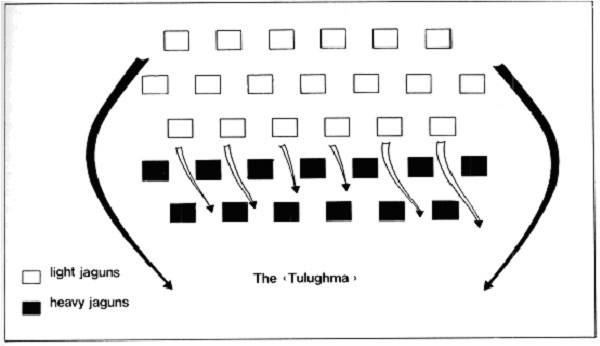 The ‹Tulughma›
light jaguns
heavy jaguns